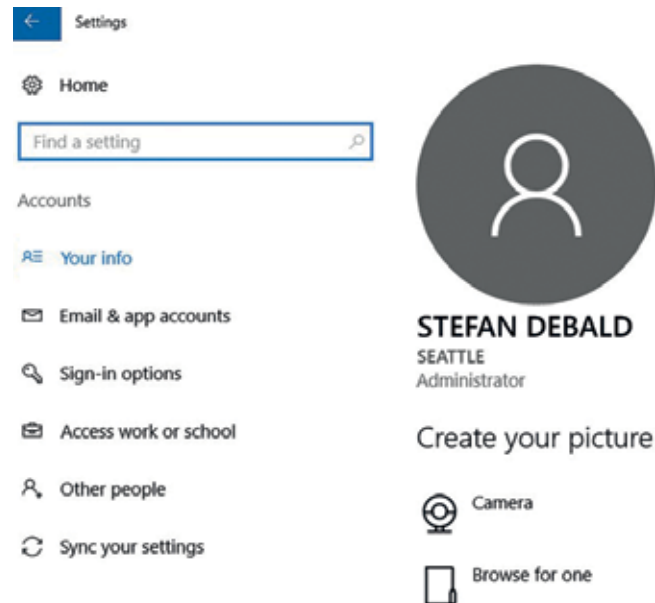 Settings
Home
Find a setting
Accounts
Your info
Email & app accounts
Sign-in options
Access work or school
Other people
Sync your settings
STEFAN DEBALD
SEATTLE
Administrator
Create your picture
Camera
Browse for one